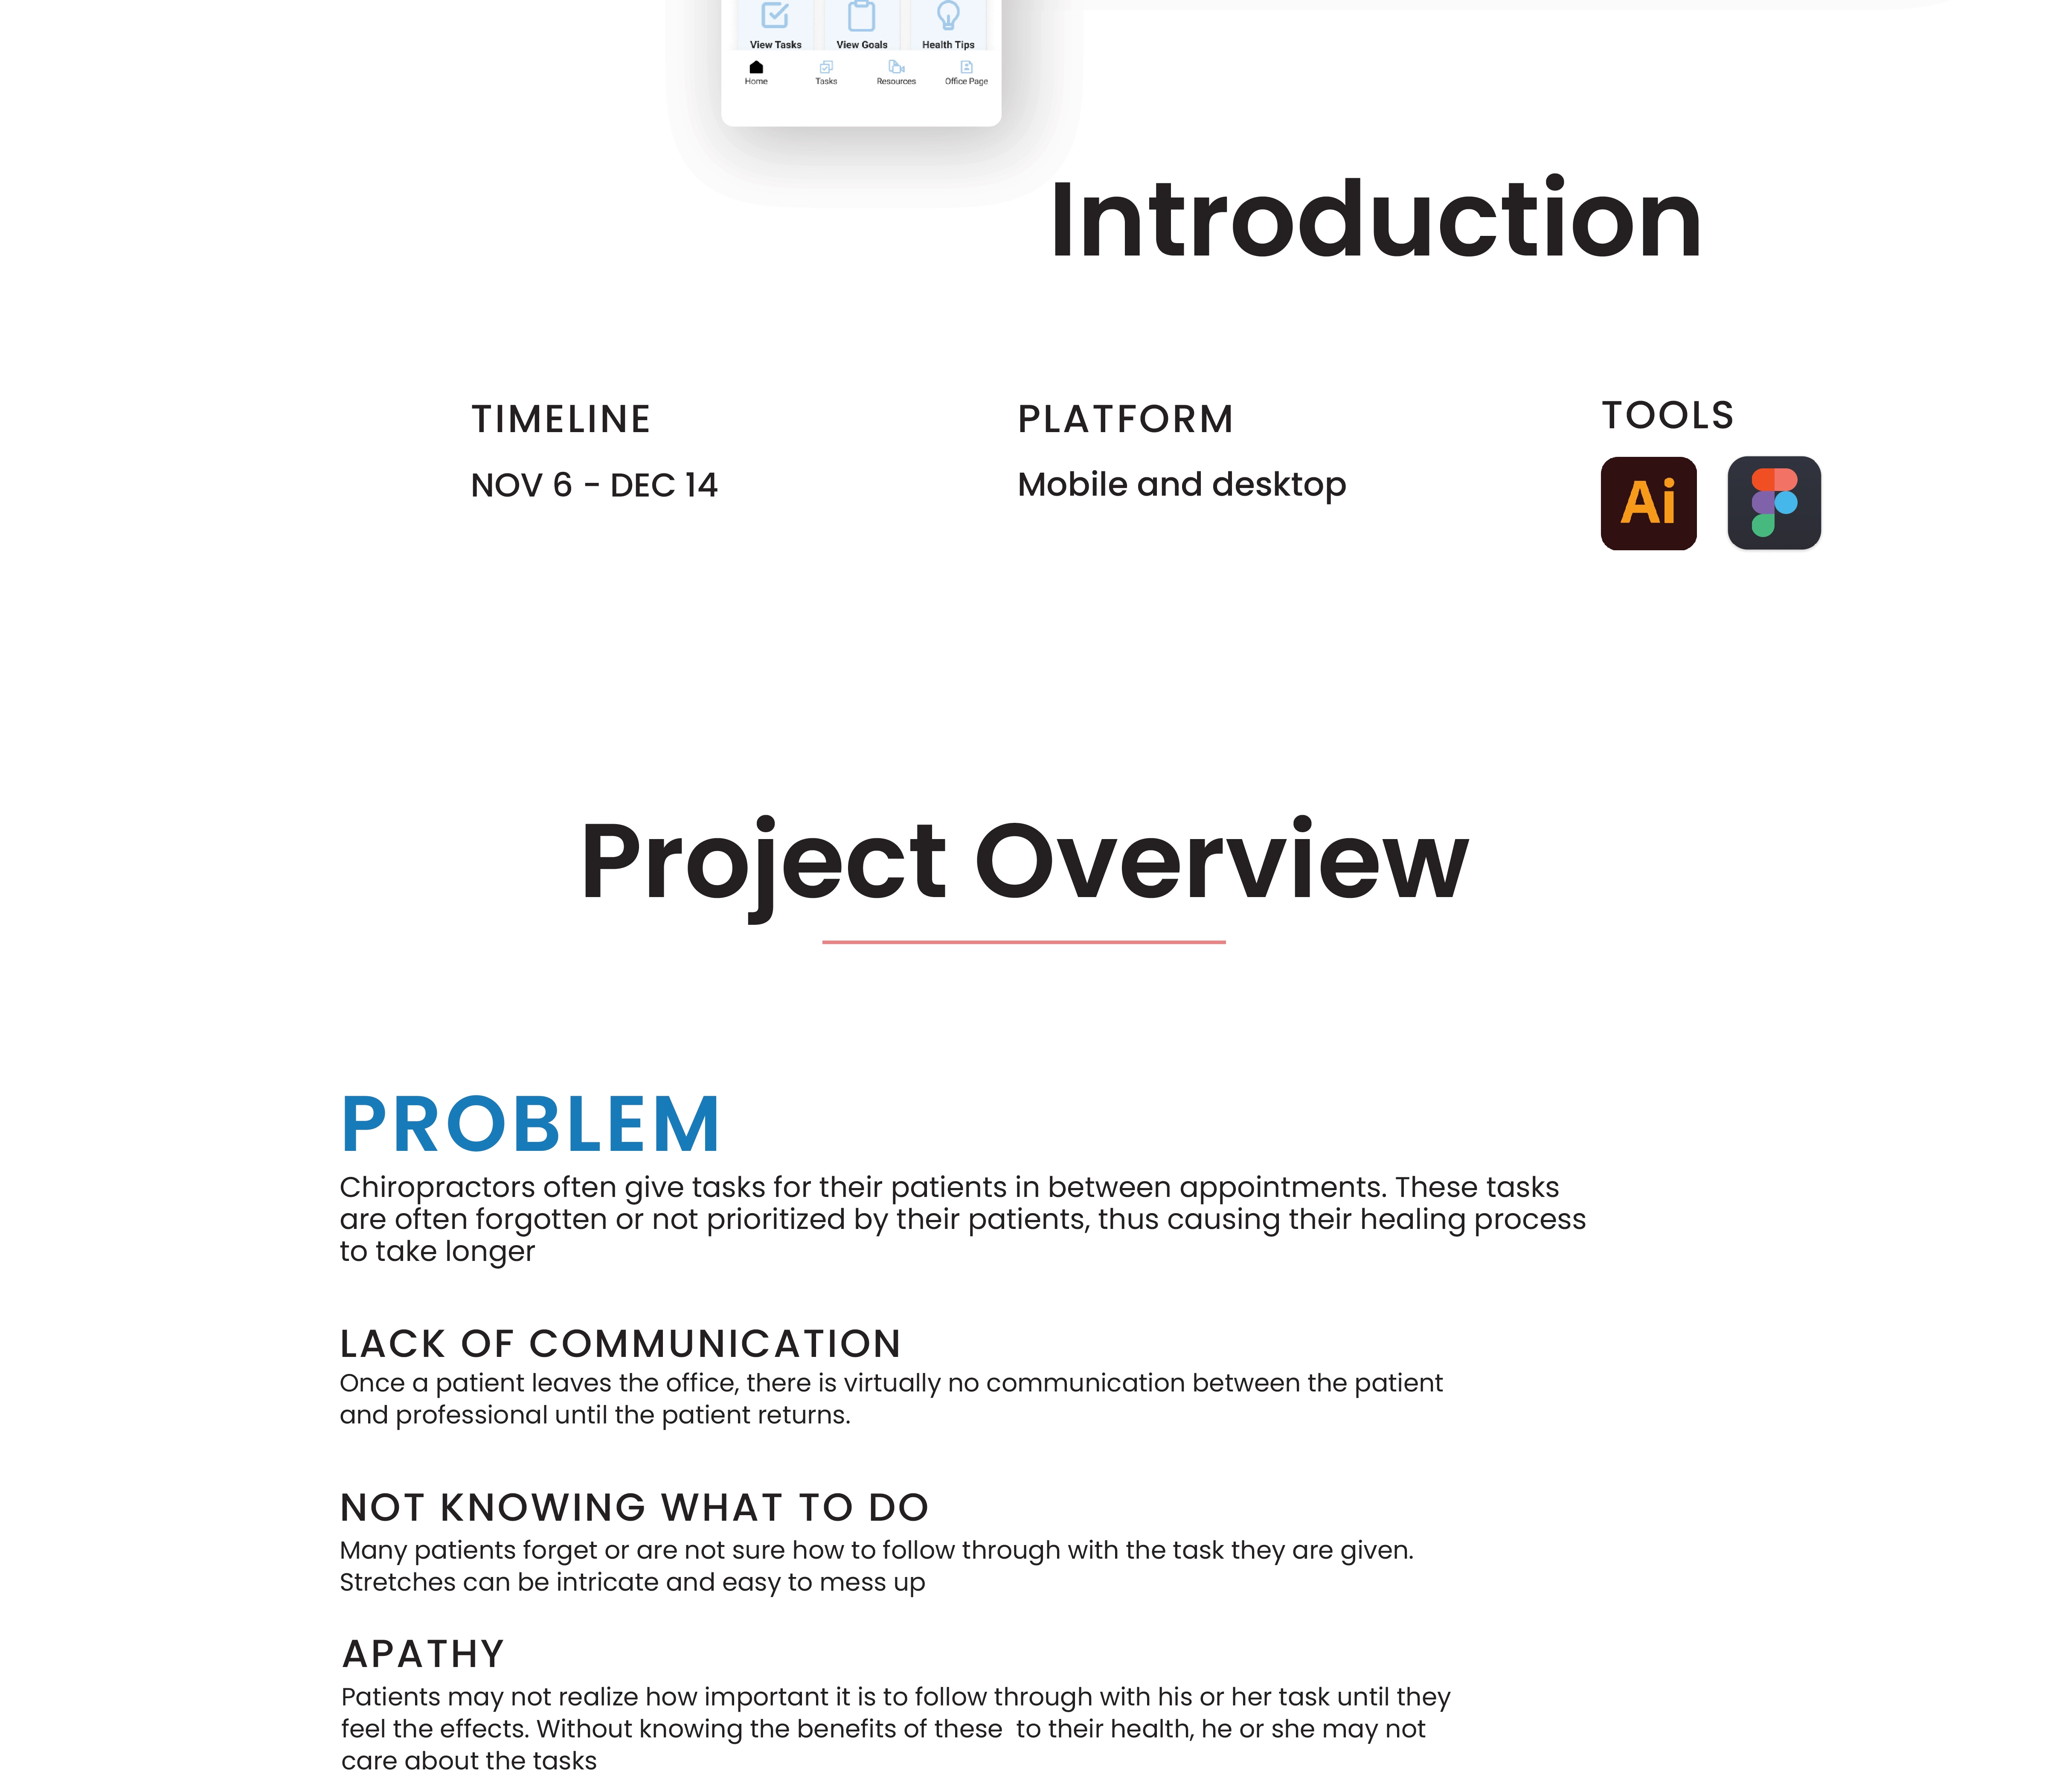 View Tasks View Goals Health Tips
Home Tasks Resources Office Page
Introduction
TIMELINE
NOV 6 - DEC 14
PLATFORM
Mobile and desktop
TOOLS
Ai
Project Overview
PROBLEM
Chiropractors often give tasks for their patients in between appointments. These tasks
are often forgotten or not prioritized by their patients, thus causing their healing process
to take longer
LACK OF COMMUNICATION
Once a patient leaves the office, there is virtually no communication between the patient
and professional until the patient returns.
NOT KNOWING WHAT TO DO
Many patients forget or are not sure how to follow through with the task they are given.
Stretches can be intricate and easy to mess up
APATHY
Patients may not realize how important it is to follow through with his or her task until they
feel the effects. Without knowing the benefits of these  to their health, he or she may not
care about the tasks